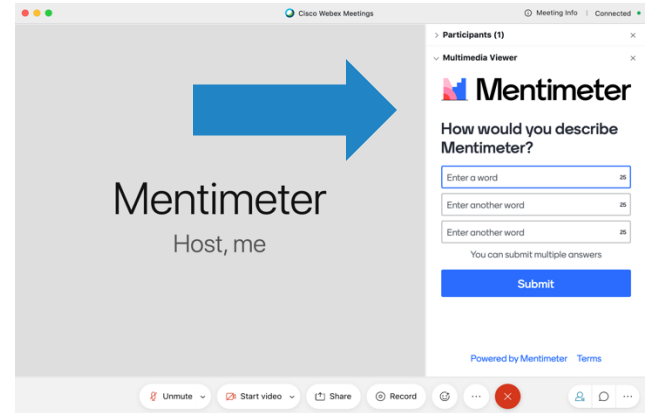 Cisco Webex Meetings
Meeting Info
Connected
Participants (1)
Multimedia Viewer
Mentimeter
How would you describe
Mentimeter?
Enter a word 25
Enter another word 25
Enter another word 25
You can submit multiple answers
Submit
Powered by Mentimeter Terms
Mentimeter
Host, me
Unmute
Start video
Share
Record